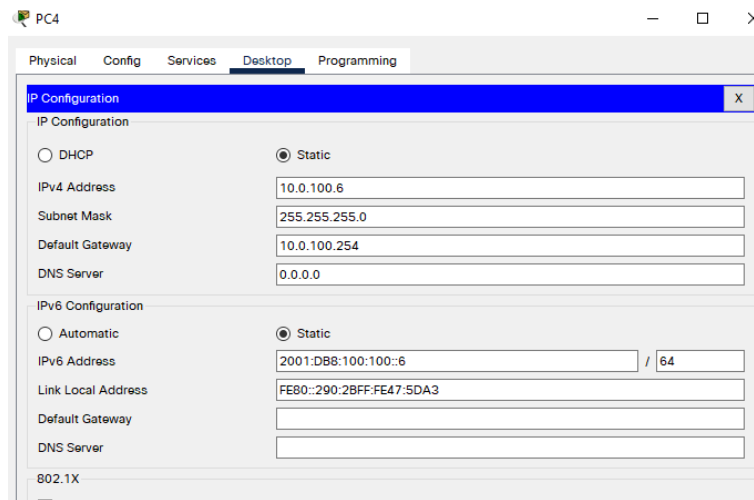 PC4
Physical Config Services Desktop Programming
IP Configuration X
IP Configuration
DHCP Static
IPv4 Address 10.0.100.6
Subnet Mask 255.255.255.0
Default Gateway 10.0.100.254
DNS Server 0.0.0.0
IPv6 Configuration
Automatic Static
IPv6 Address 2001:DB8:100:100::6 / 64
Link Local Address FE80::290:2BFF:FE47:5DA3
Default Gateway
DNS Server
802.1X